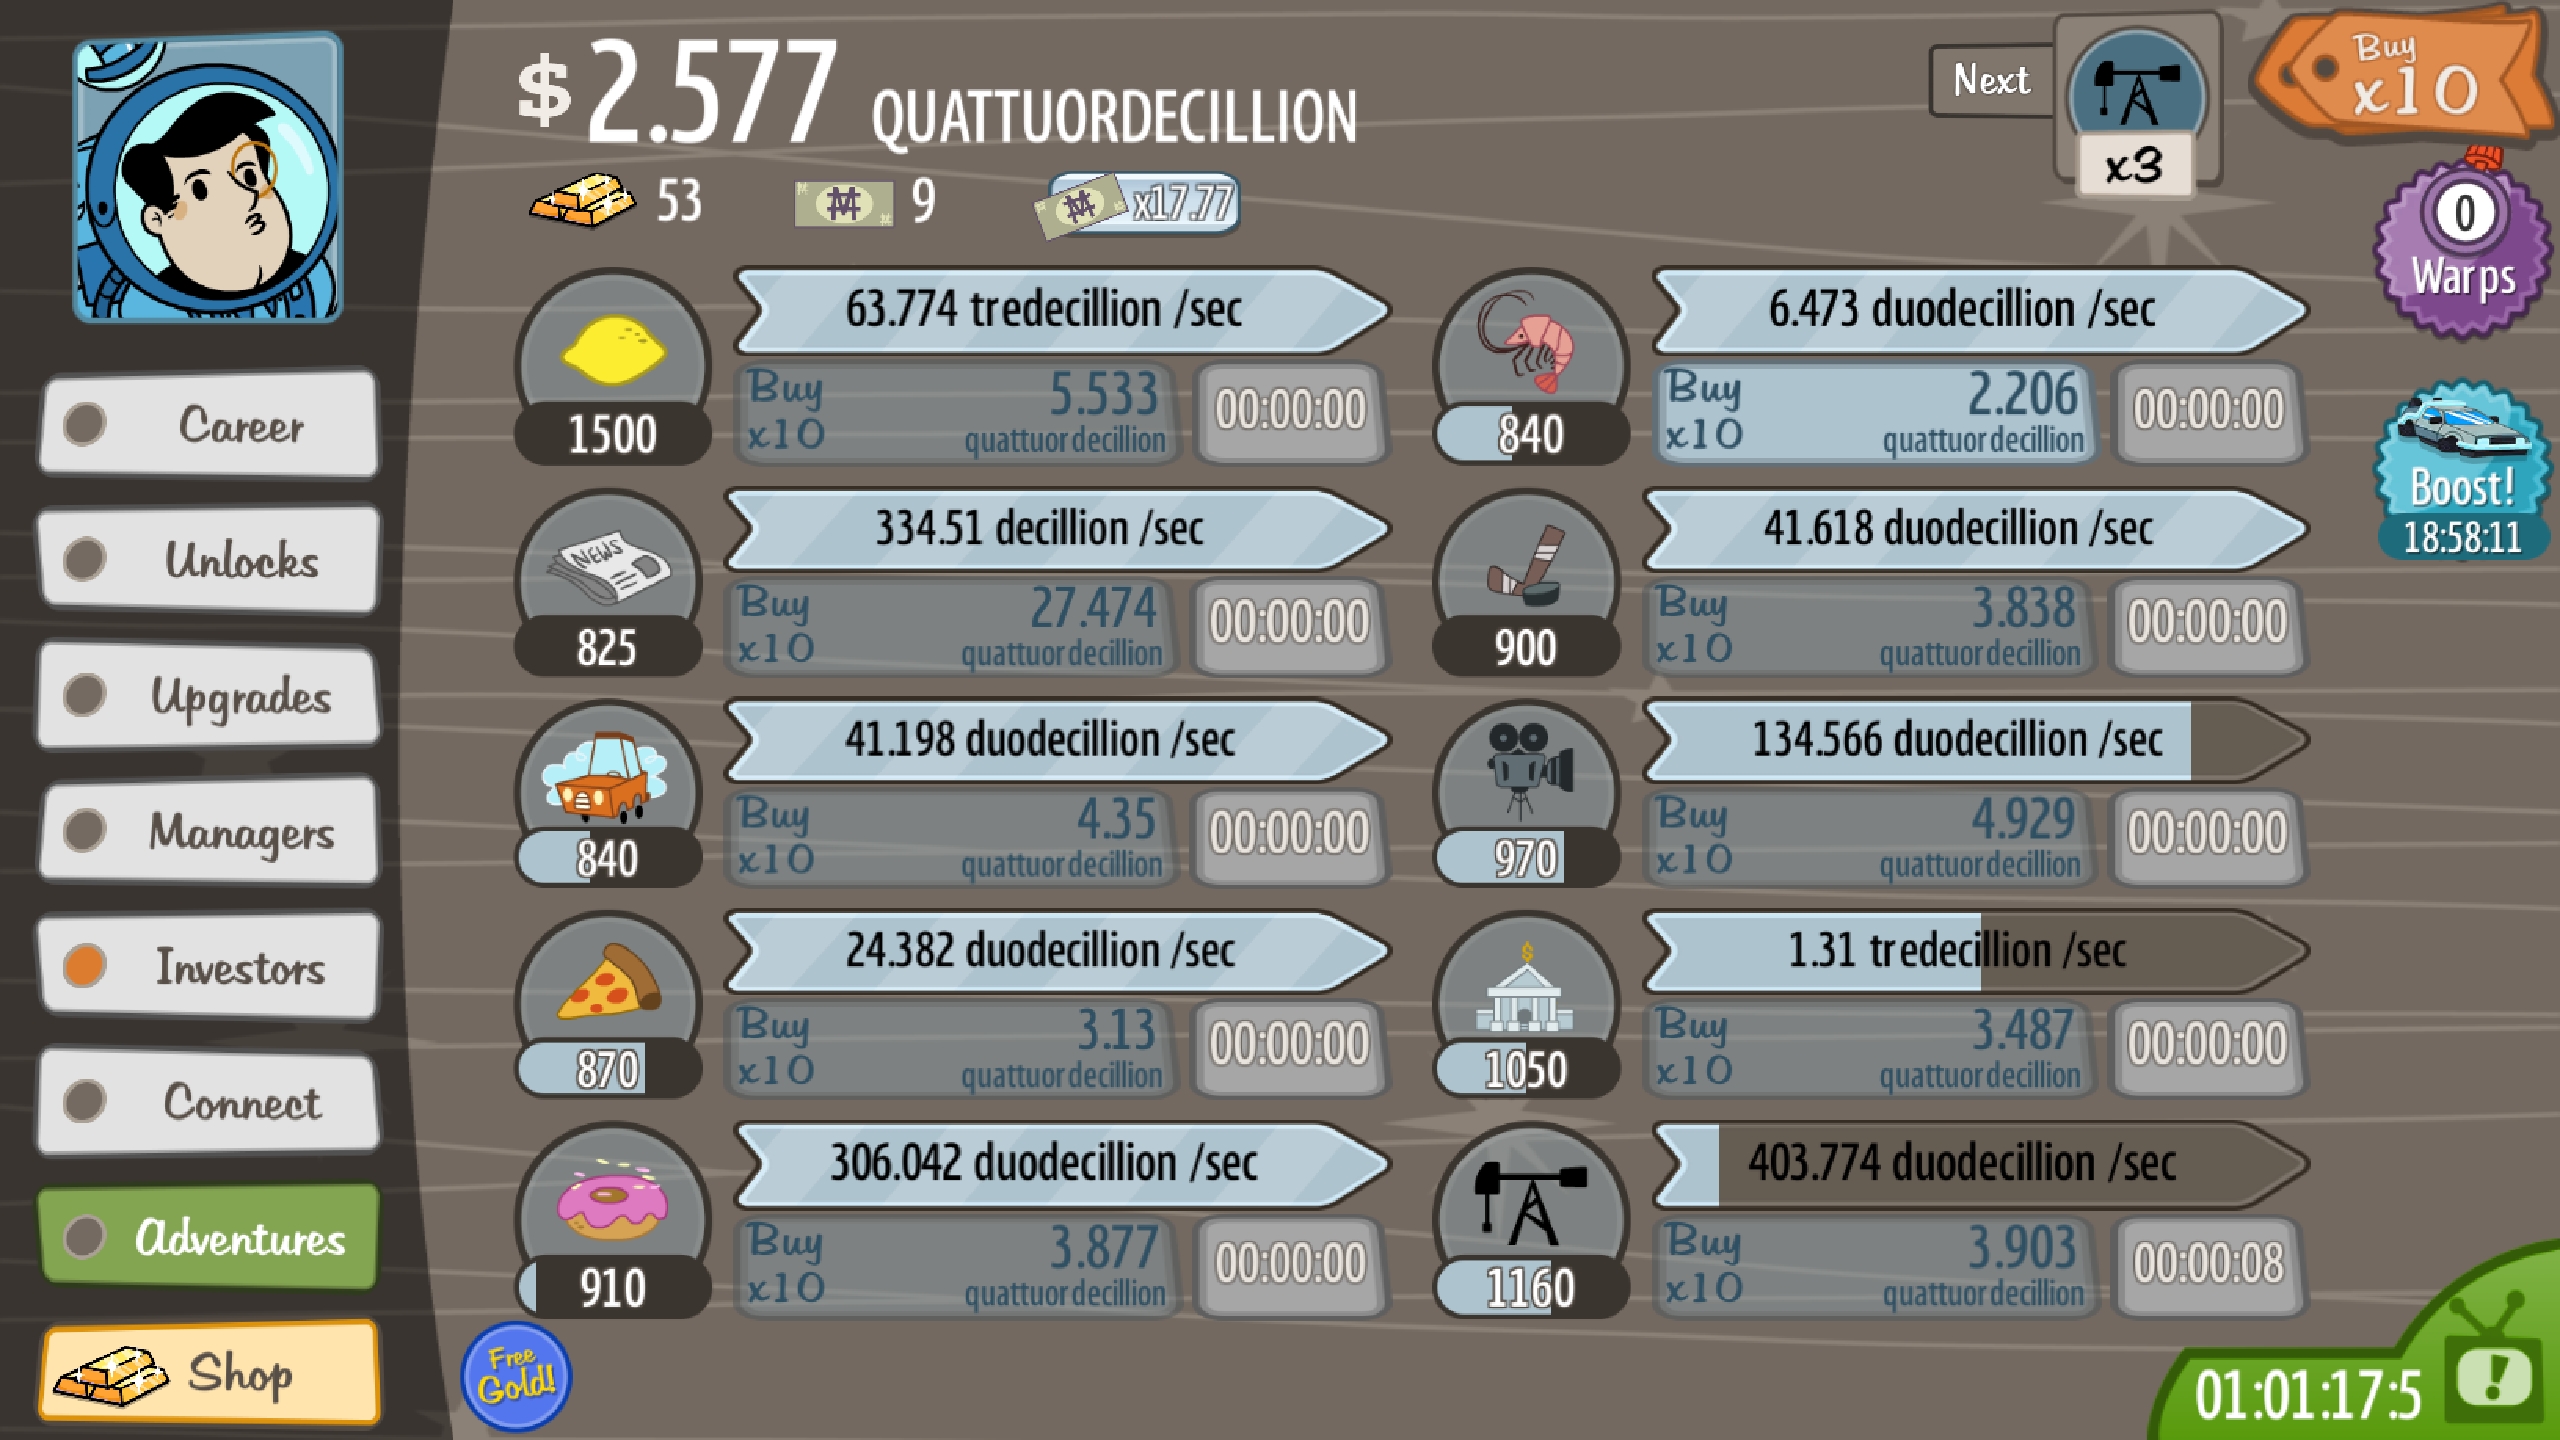 $2.577 QUATTUORDECILLION
Next
x3
Buy
x10
53
9
x17.77
0
Warps
Boost!
18:58:11
Career
Unlocks
Upgrades
Managers
Investors
Connect
Adventures
Shop
63.774 tredecillion /sec
1500
Buy x10
5.533 quattuordecillion
00:00:00
6.473 duodecillion /sec
840
Buy x10
2.206 quattuordecillion
00:00:00
NEWS
334.51 decillion /sec
825
Buy x10
27.474 quattuordecillion
00:00:00
41.618 duodecillion /sec
900
Buy x10
3.838 quattuordecillion
00:00:00
41.198 duodecillion /sec
840
Buy x10
4.35 quattuordecillion
00:00:00
134.566 duodecillion /sec
970
Buy x10
4.929 quattuordecillion
00:00:00
24.382 duodecillion /sec
870
Buy x10
3.13 quattuordecillion
00:00:00
$
1.31 tredecillion /sec
1050
Buy x10
3.487 quattuordecillion
00:00:00
306.042 duodecillion /sec
910
Buy x10
3.877 quattuordecillion
00:00:00
403.774 duodecillion /sec
1160
Buy x10
3.903 quattuordecillion
00:00:08
Free
Gold!
01:01:17:5
!